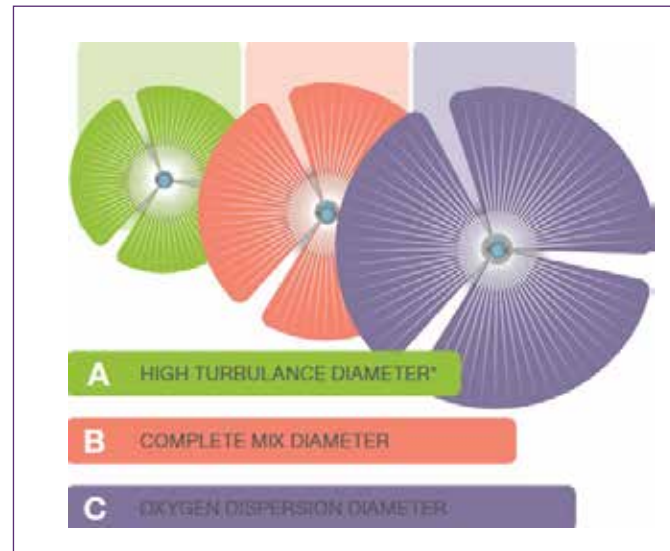 A HIGH TURBULANCE DIAMETER*
B COMPLETE MIX DIAMETER
C OXYGEN DISPERSION DIAMETER